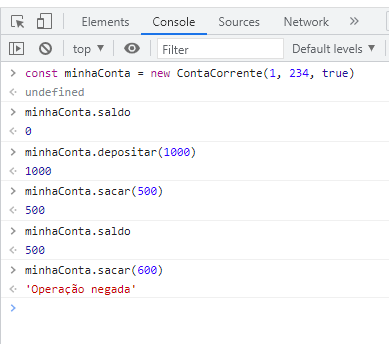 Elements Console Sources Network »
top ▼ Filter Default levels ▼
> const minhaConta = new ContaCorrente(1, 234, true)
<· undefined
> minhaConta.saldo
<· 0
> minhaConta.depositar(1000)
<· 1000
> minhaConta.sacar(500)
<· 500
> minhaConta.saldo
<· 500
> minhaConta.sacar(600)
<· 'Operação negada'
>